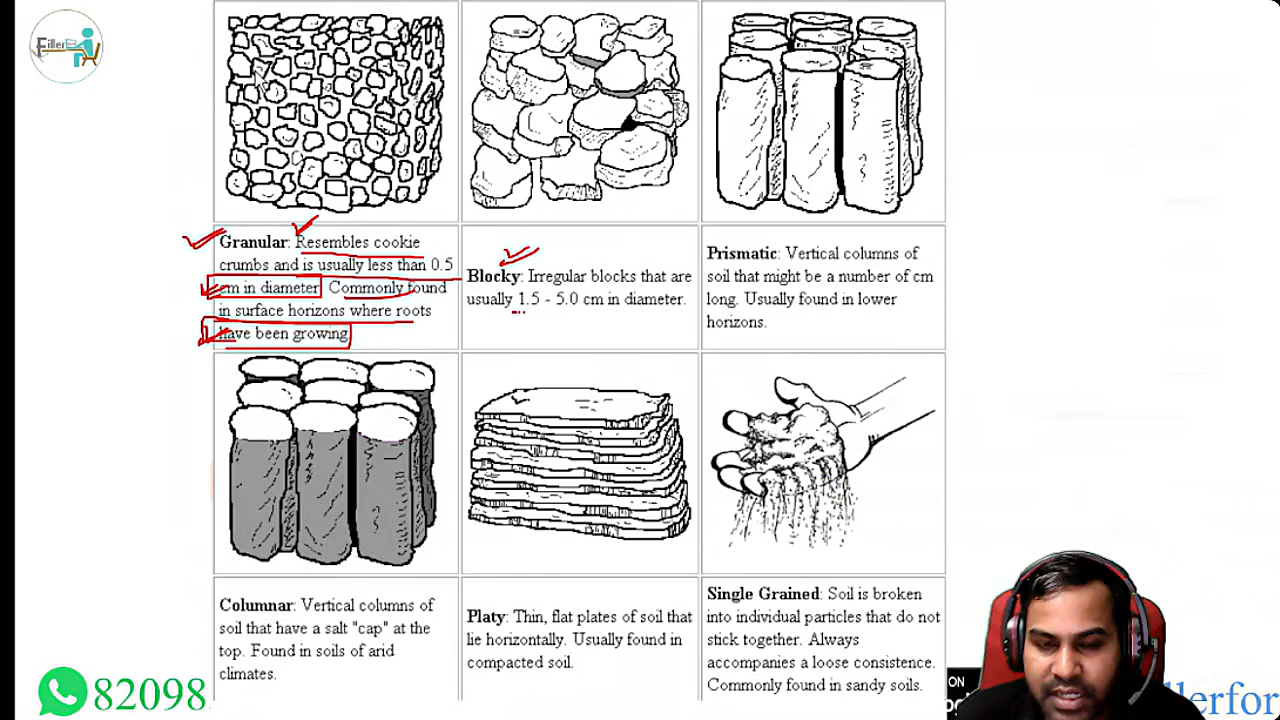 Filler
Granular: Resembles cookie
crumbs and is usually less than 0.5
cm in diameter. Commonly found
in surface horizons where roots
have been growing.
Blocky: Irregular blocks that are
usually 1.5 - 5.0 cm in diameter.
Prismatic: Vertical columns of
soil that might be a number of cm
long. Usually found in lower
horizons.
Columnar: Vertical columns of
soil that have a salt "cap" at the
top. Found in soils of arid
climates.
Platy: Thin, flat plates of soil that
lie horizontally. Usually found in
compacted soil.
Single Grained: Soil is broken
into individual particles that do not
stick together. Always
accompanies a loose consistence.
Commonly found in sandy soils.
82098
ON
llerfor